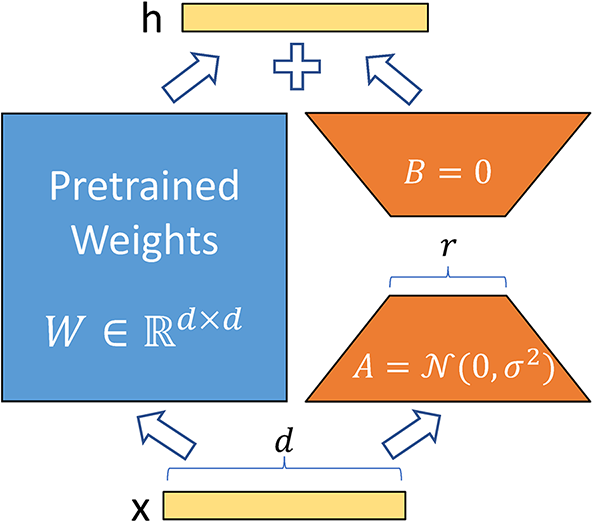 h
Pretrained
Weights
W ∈ ℝ^{d×d}
B = 0
r
A = 𝒩(0, σ²)
d
x